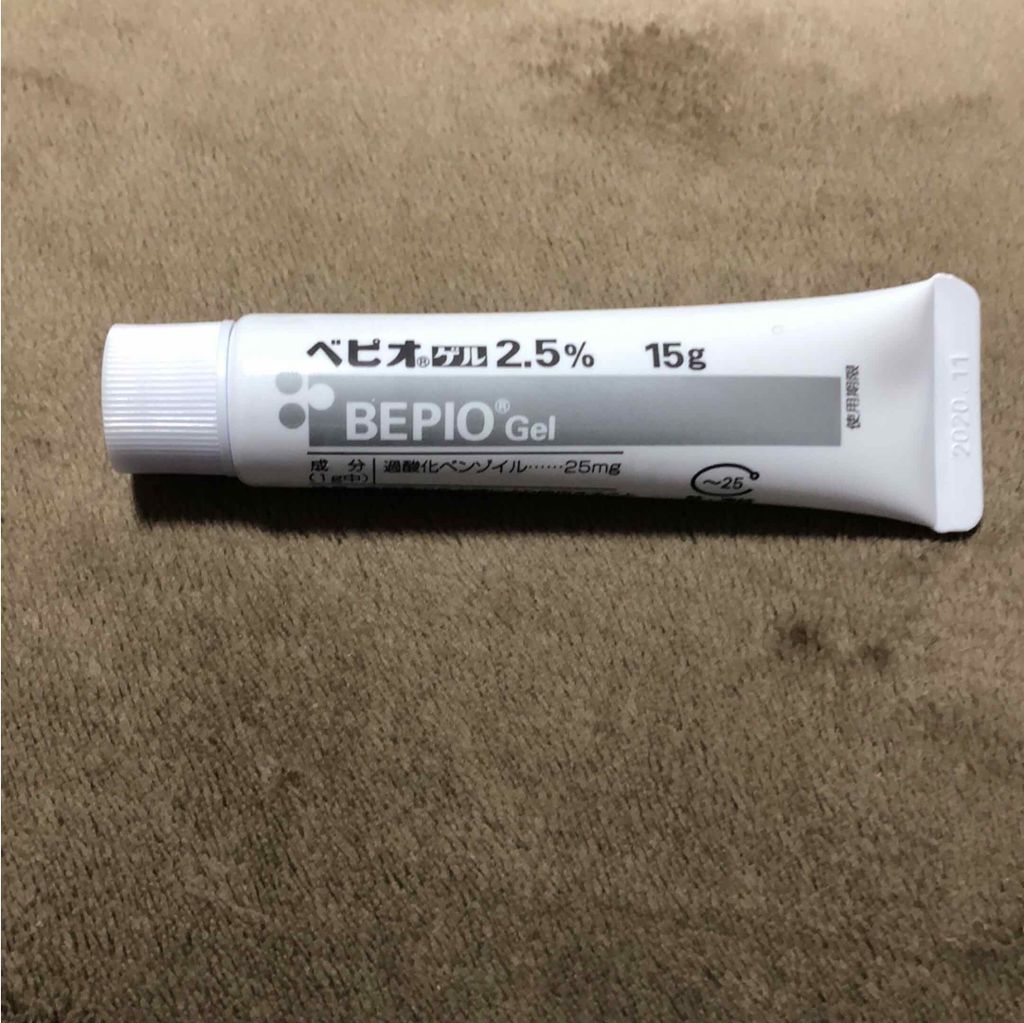 ベピオ®ゲル 2.5% 15g
BEPIO® Gel
成分 (1g中) 過酸化ベンゾイル……25mg
~25°
使用期限
2020.11